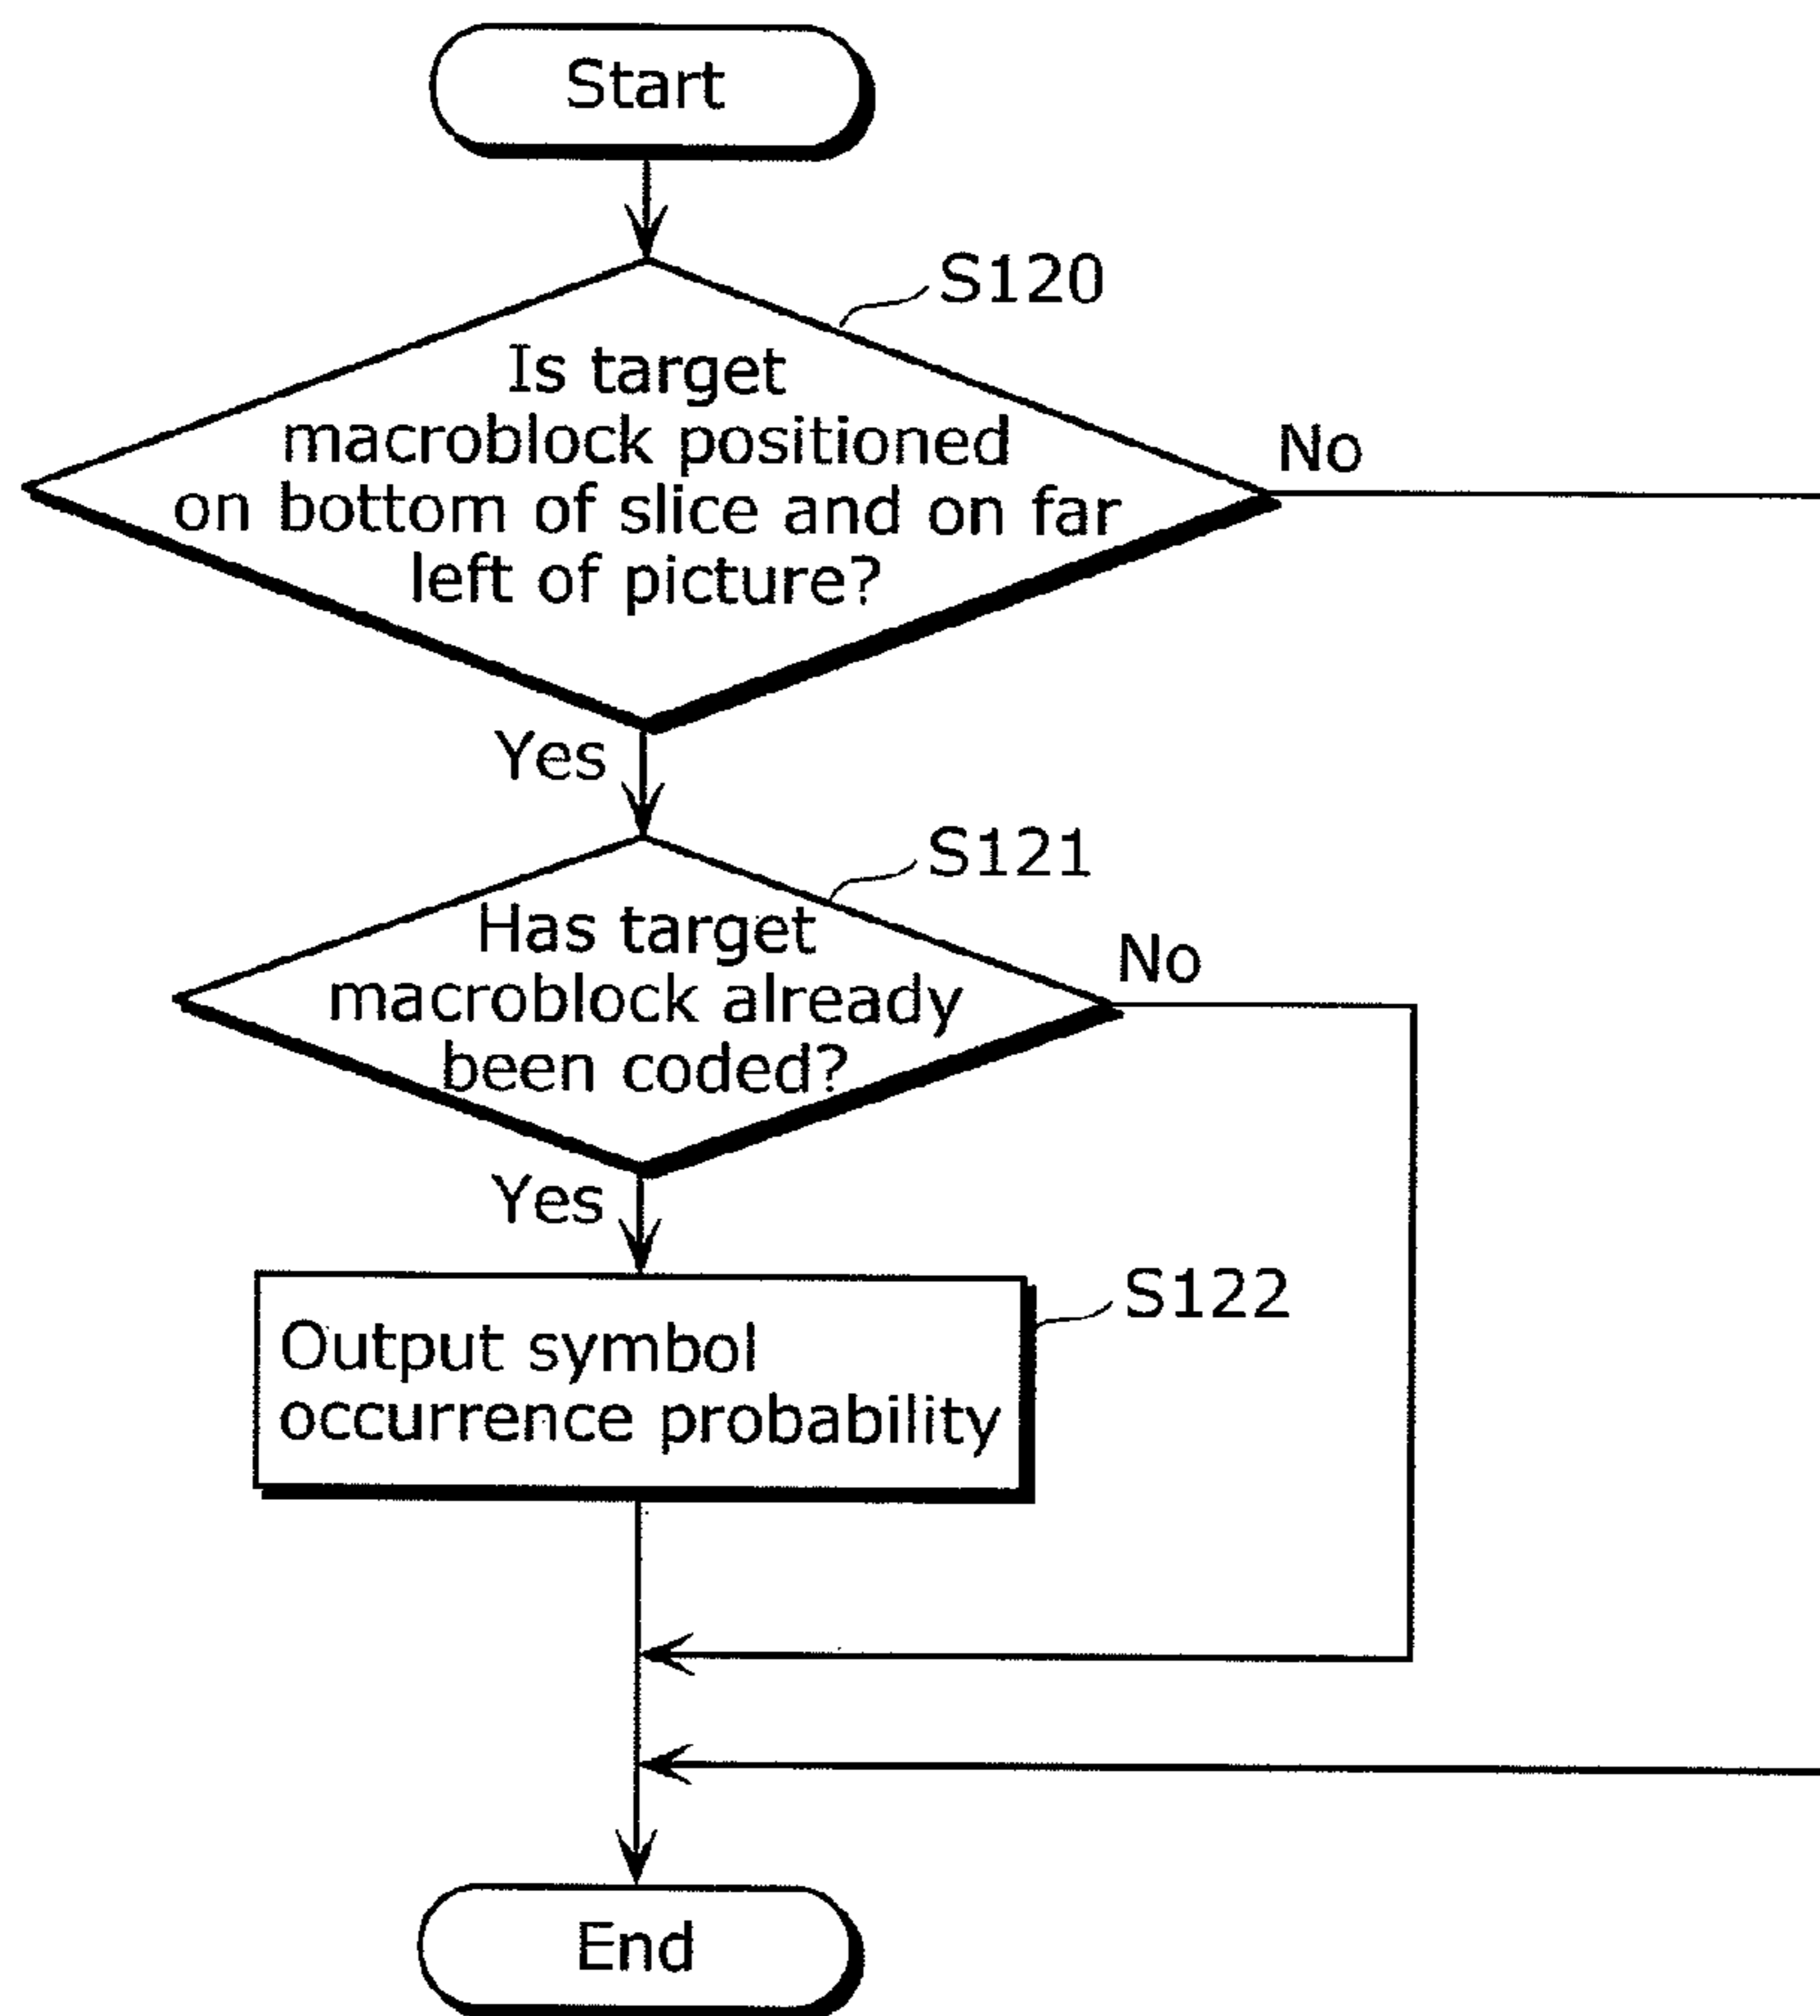 Start
S120
Is target
macroblock positioned
on bottom of slice and on far
left of picture?
No
Yes
S121
Has target
macroblock already
been coded?
No
Yes
S122
Output symbol
occurrence probability
End